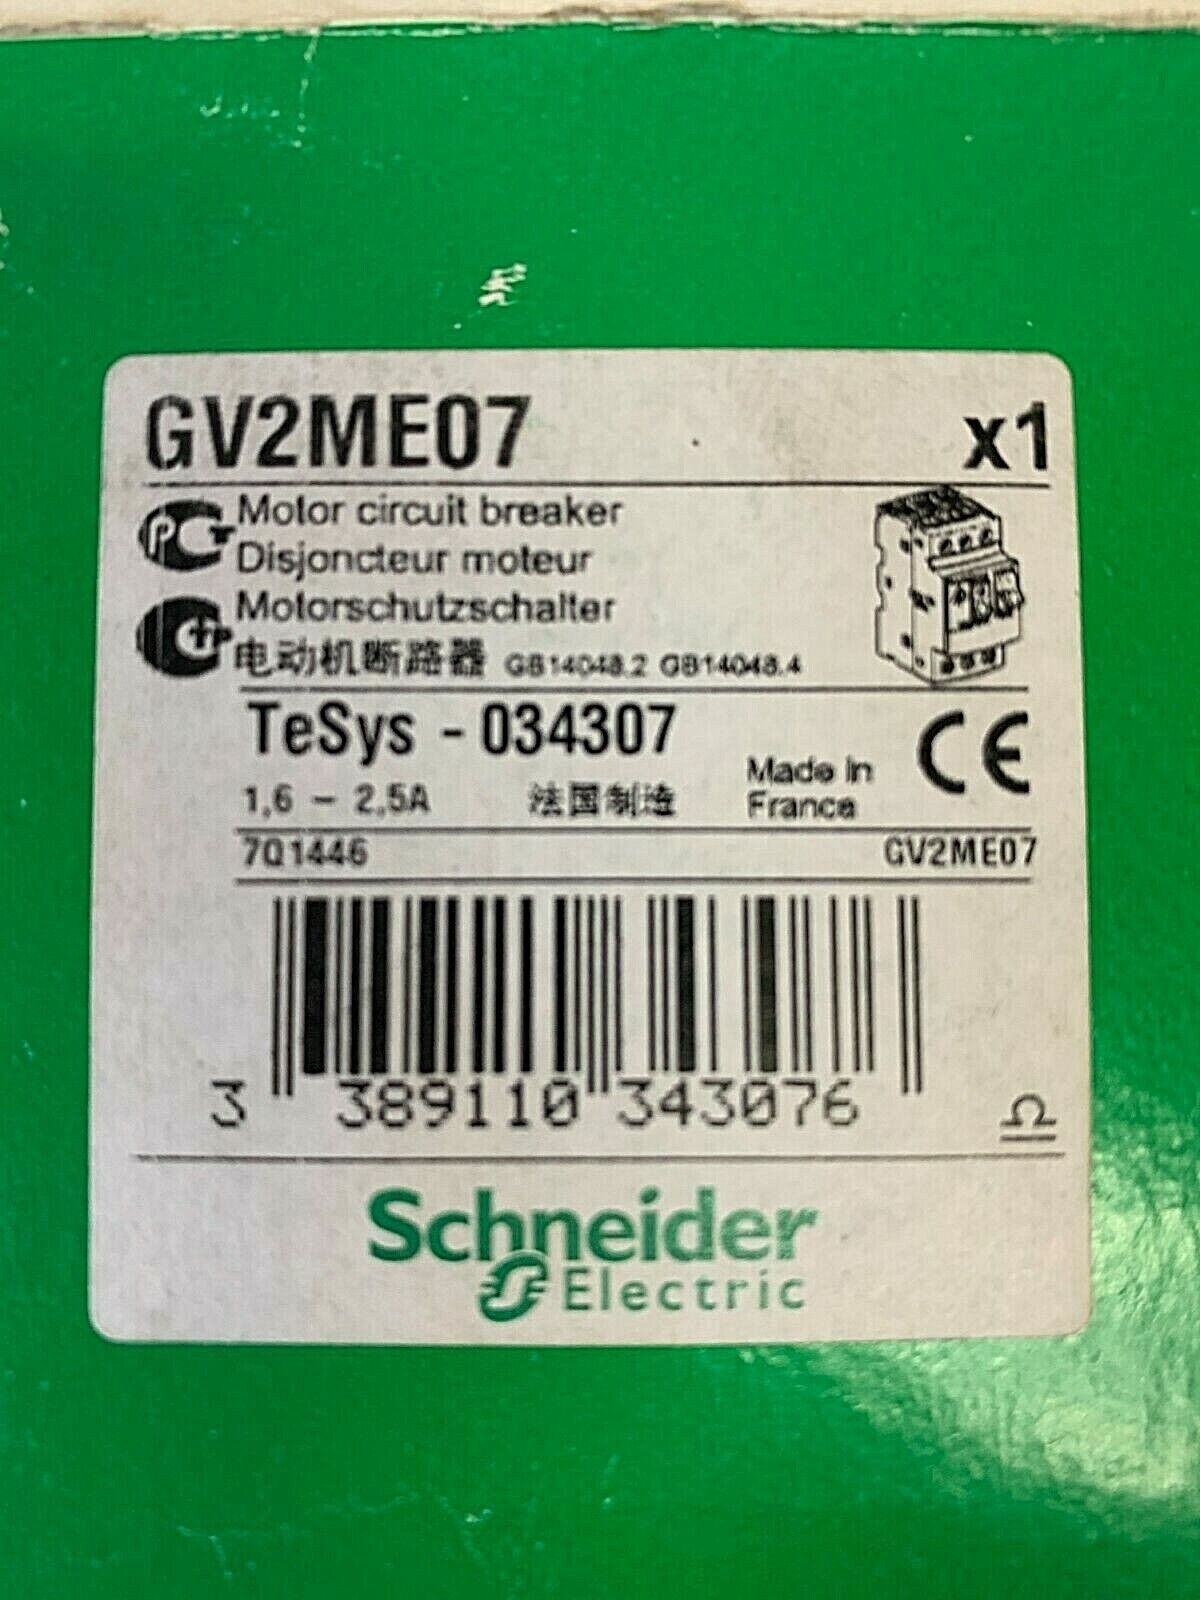 GV2ME07 x1
Motor circuit breaker
Disjoncteur moteur
Motorschutzschalter
电动机断路器 GB14048.2 GB14048.4
TeSys - 034307
1,6 - 2,5A 法国制造 Made in
France
CE
7Q1446 GV2ME07
3 389110 343076
Schneider
Electric